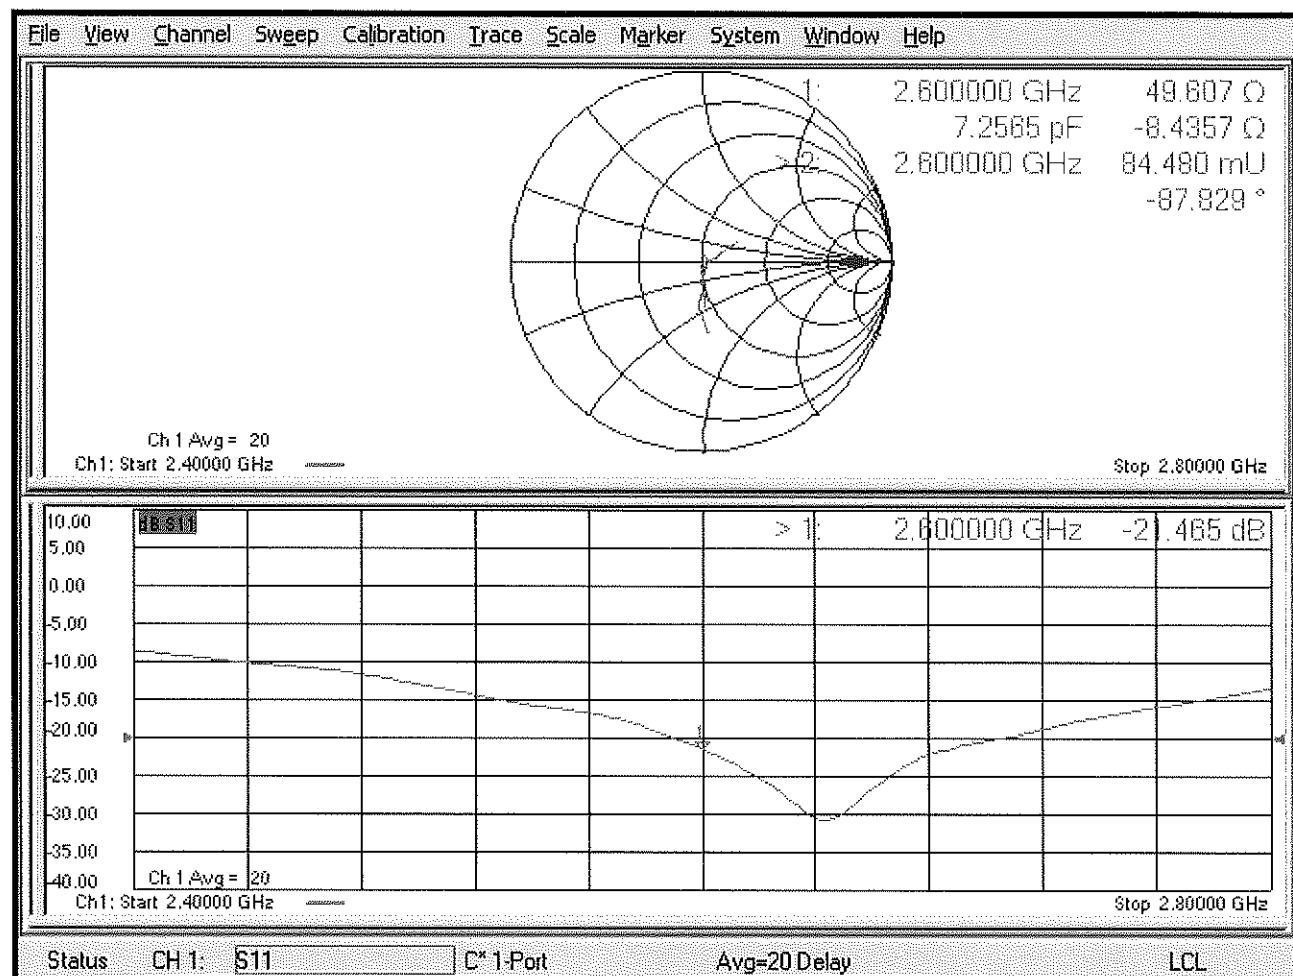 File View Channel Sweep Calibration Trace Scale Marker System Window Help
1: 2.600000 GHz 49.607 Ω
7.2565 pF -8.4357 Ω
> 2: 2.600000 GHz 84.480 mU
-87.829 °
Ch 1 Avg = 20
Ch1: Start 2.40000 GHz
Stop 2.80000 GHz
10.00
dB S11
> 1: 2.600000 GHz -21.465 dB
5.00
0.00
-5.00
-10.00
-15.00
-20.00
1
-25.00
-30.00
-35.00
-40.00
Ch 1 Avg = 20
Ch1: Start 2.40000 GHz
Stop 2.80000 GHz
Status CH 1: S11 C* 1-Port Avg=20 Delay LCL